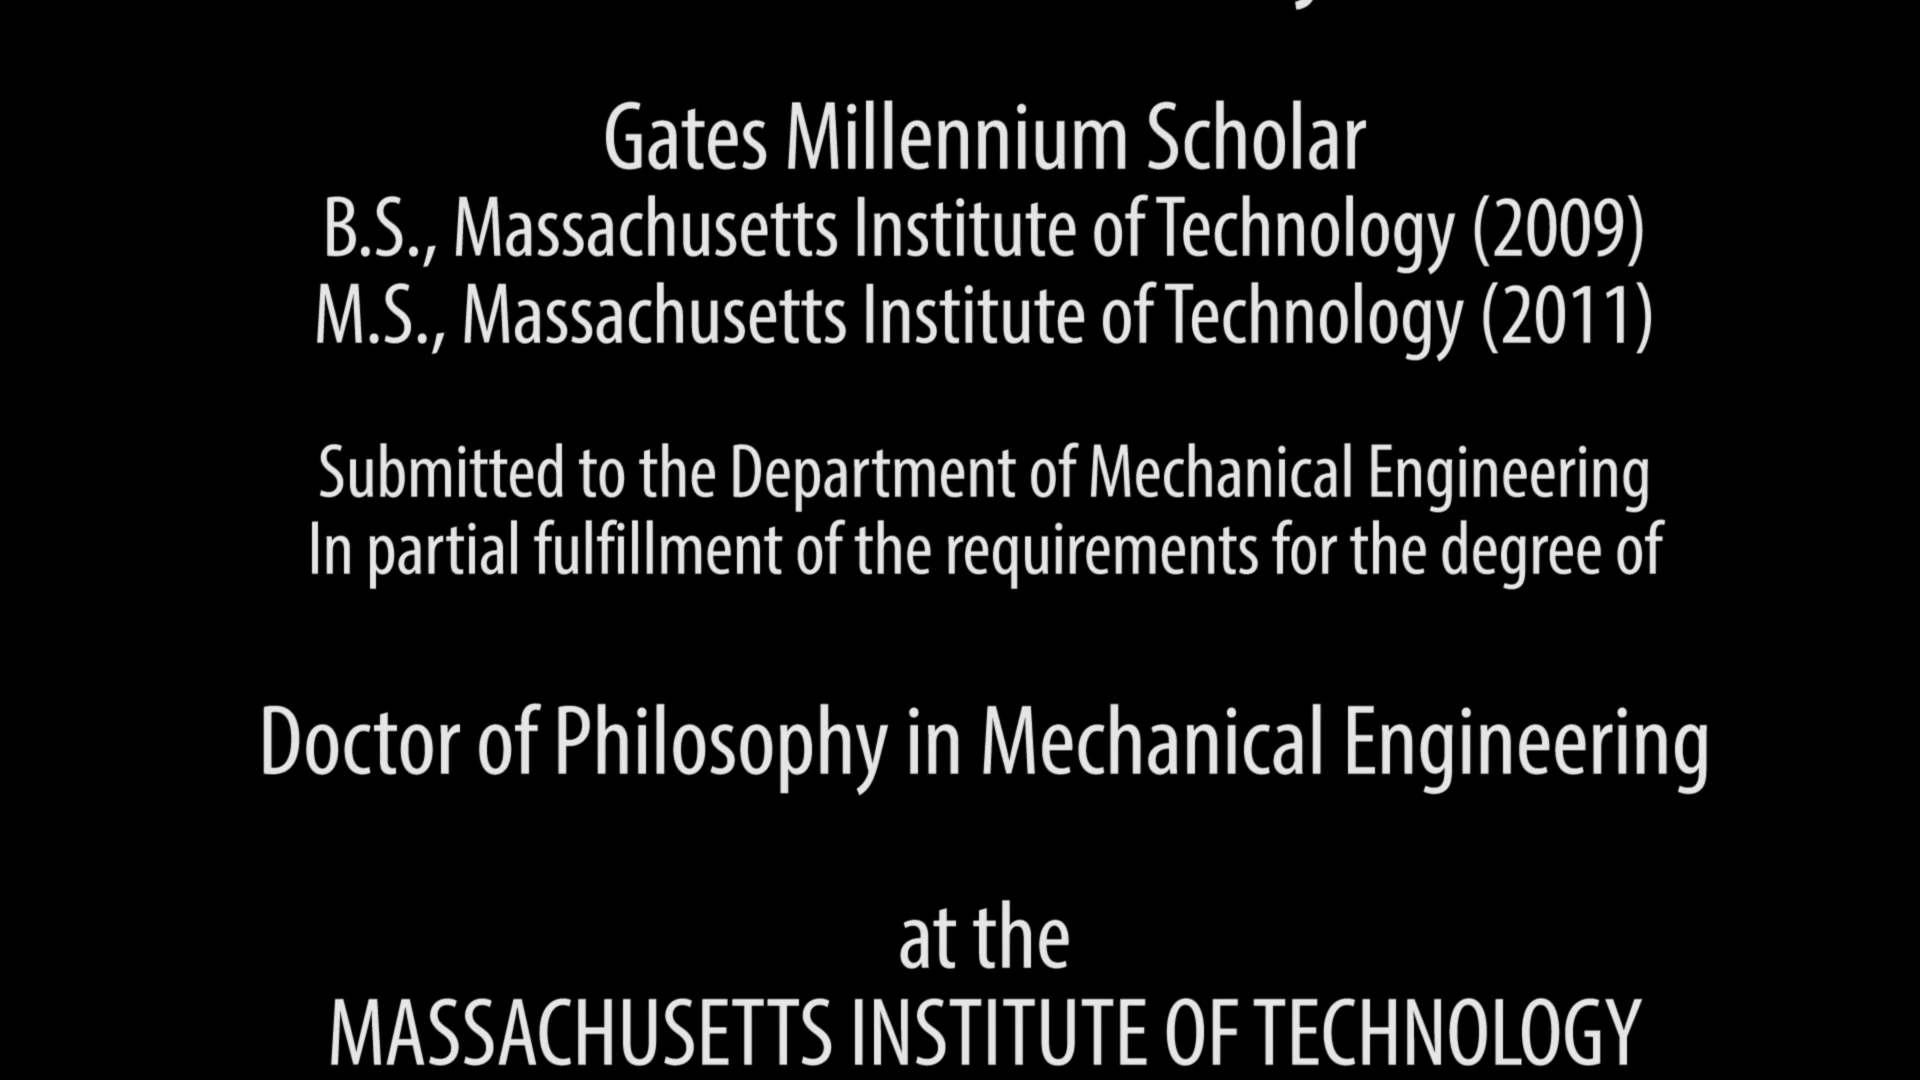 Gates Millennium Scholar
B.S., Massachusetts Institute of Technology (2009)
M.S., Massachusetts Institute of Technology (2011)
Submitted to the Department of Mechanical Engineering
In partial fulfillment of the requirements for the degree of
Doctor of Philosophy in Mechanical Engineering
at the
MASSACHUSETTS INSTITUTE OF TECHNOLOGY